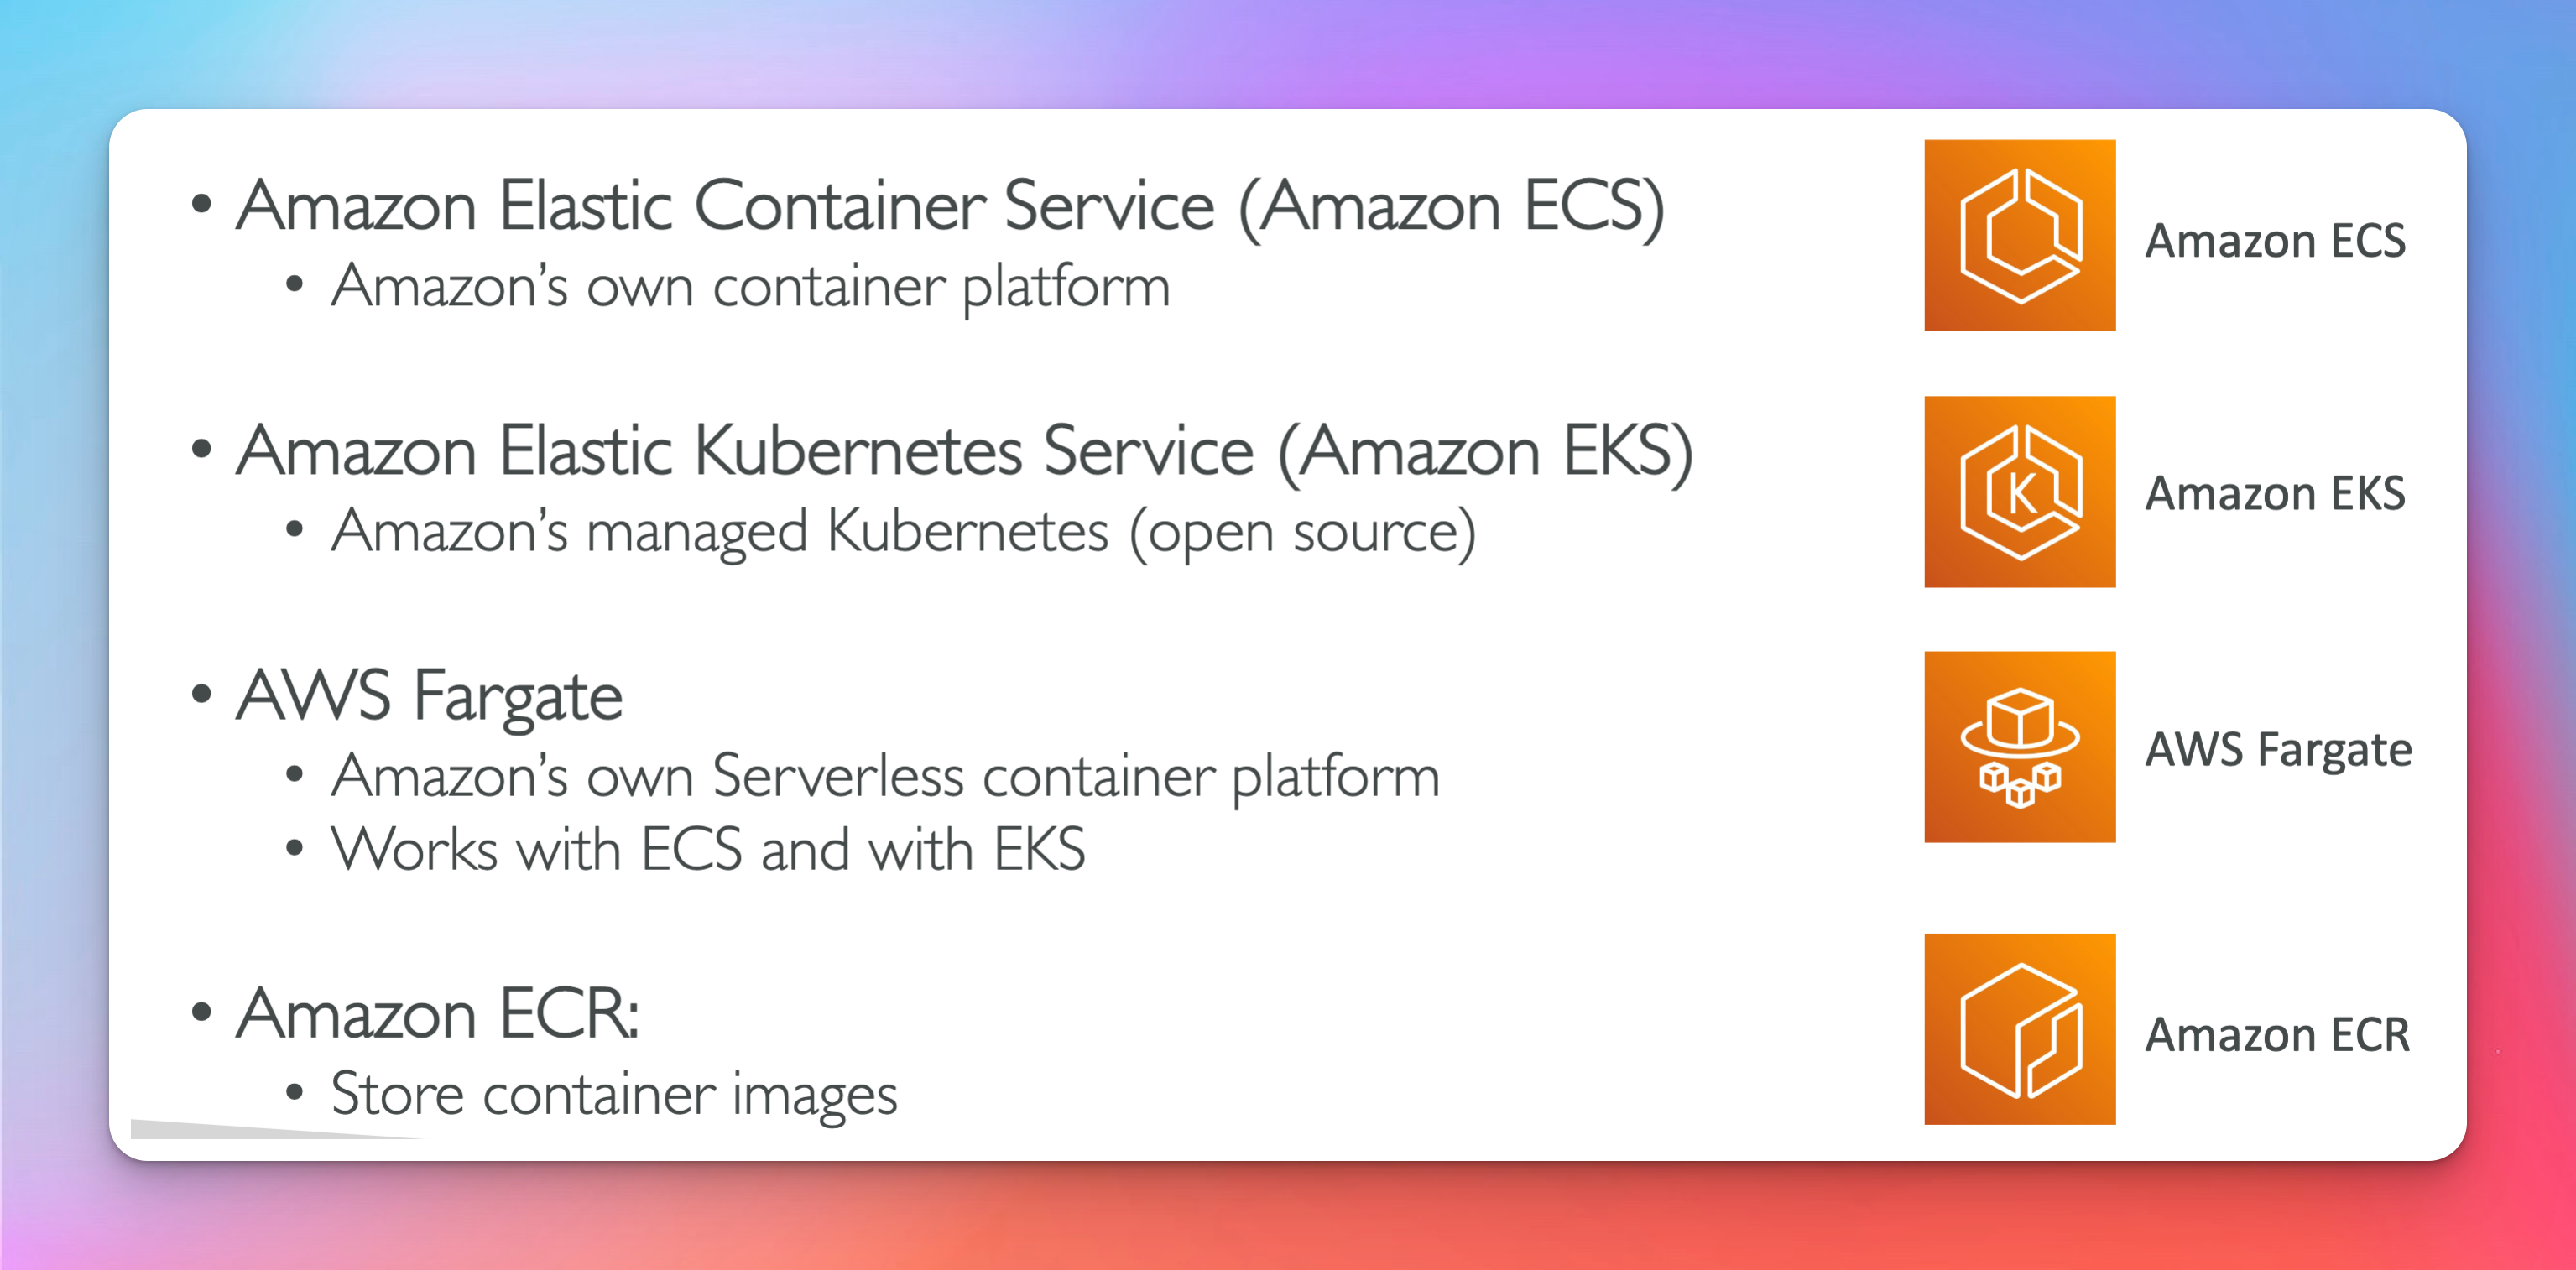 • Amazon Elastic Container Service (Amazon ECS)
• Amazon’s own container platform
Amazon ECS
• Amazon Elastic Kubernetes Service (Amazon EKS)
• Amazon’s managed Kubernetes (open source)
K
Amazon EKS
• AWS Fargate
• Amazon’s own Serverless container platform
• Works with ECS and with EKS
AWS Fargate
• Amazon ECR:
• Store container images
Amazon ECR